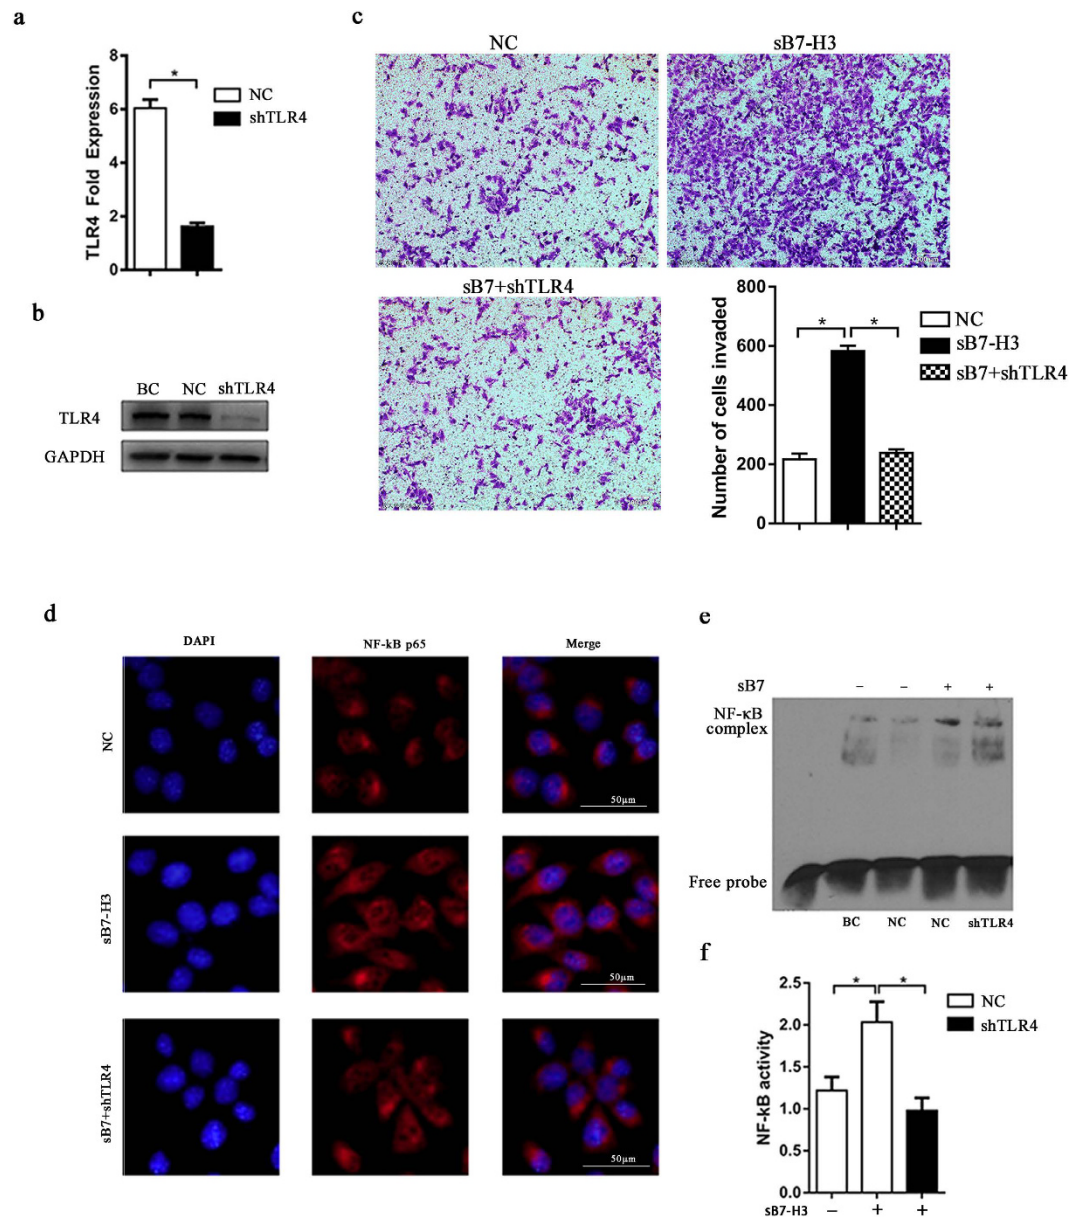 a
8
6
4
2
0
TLR4 Fold Expression
*
NC
shTLR4
b
BC NC shTLR4
TLR4
GAPDH
c
NC sB7-H3
sB7+shTLR4
800
600
400
200
0
Number of cells invaded
* *
NC
sB7-H3
sB7+shTLR4
d
DAPI NF-kB p65 Merge
NC
50µm
sB7-H3
50µm
sB7+shTLR4
50µm
e
sB7 – – + +
NF-κB
complex
Free probe
BC NC NC shTLR4
f
2.5
2.0
1.5
1.0
0.5
0.0
NF-kB activity
* *
NC
shTLR4
sB7-H3 – + +